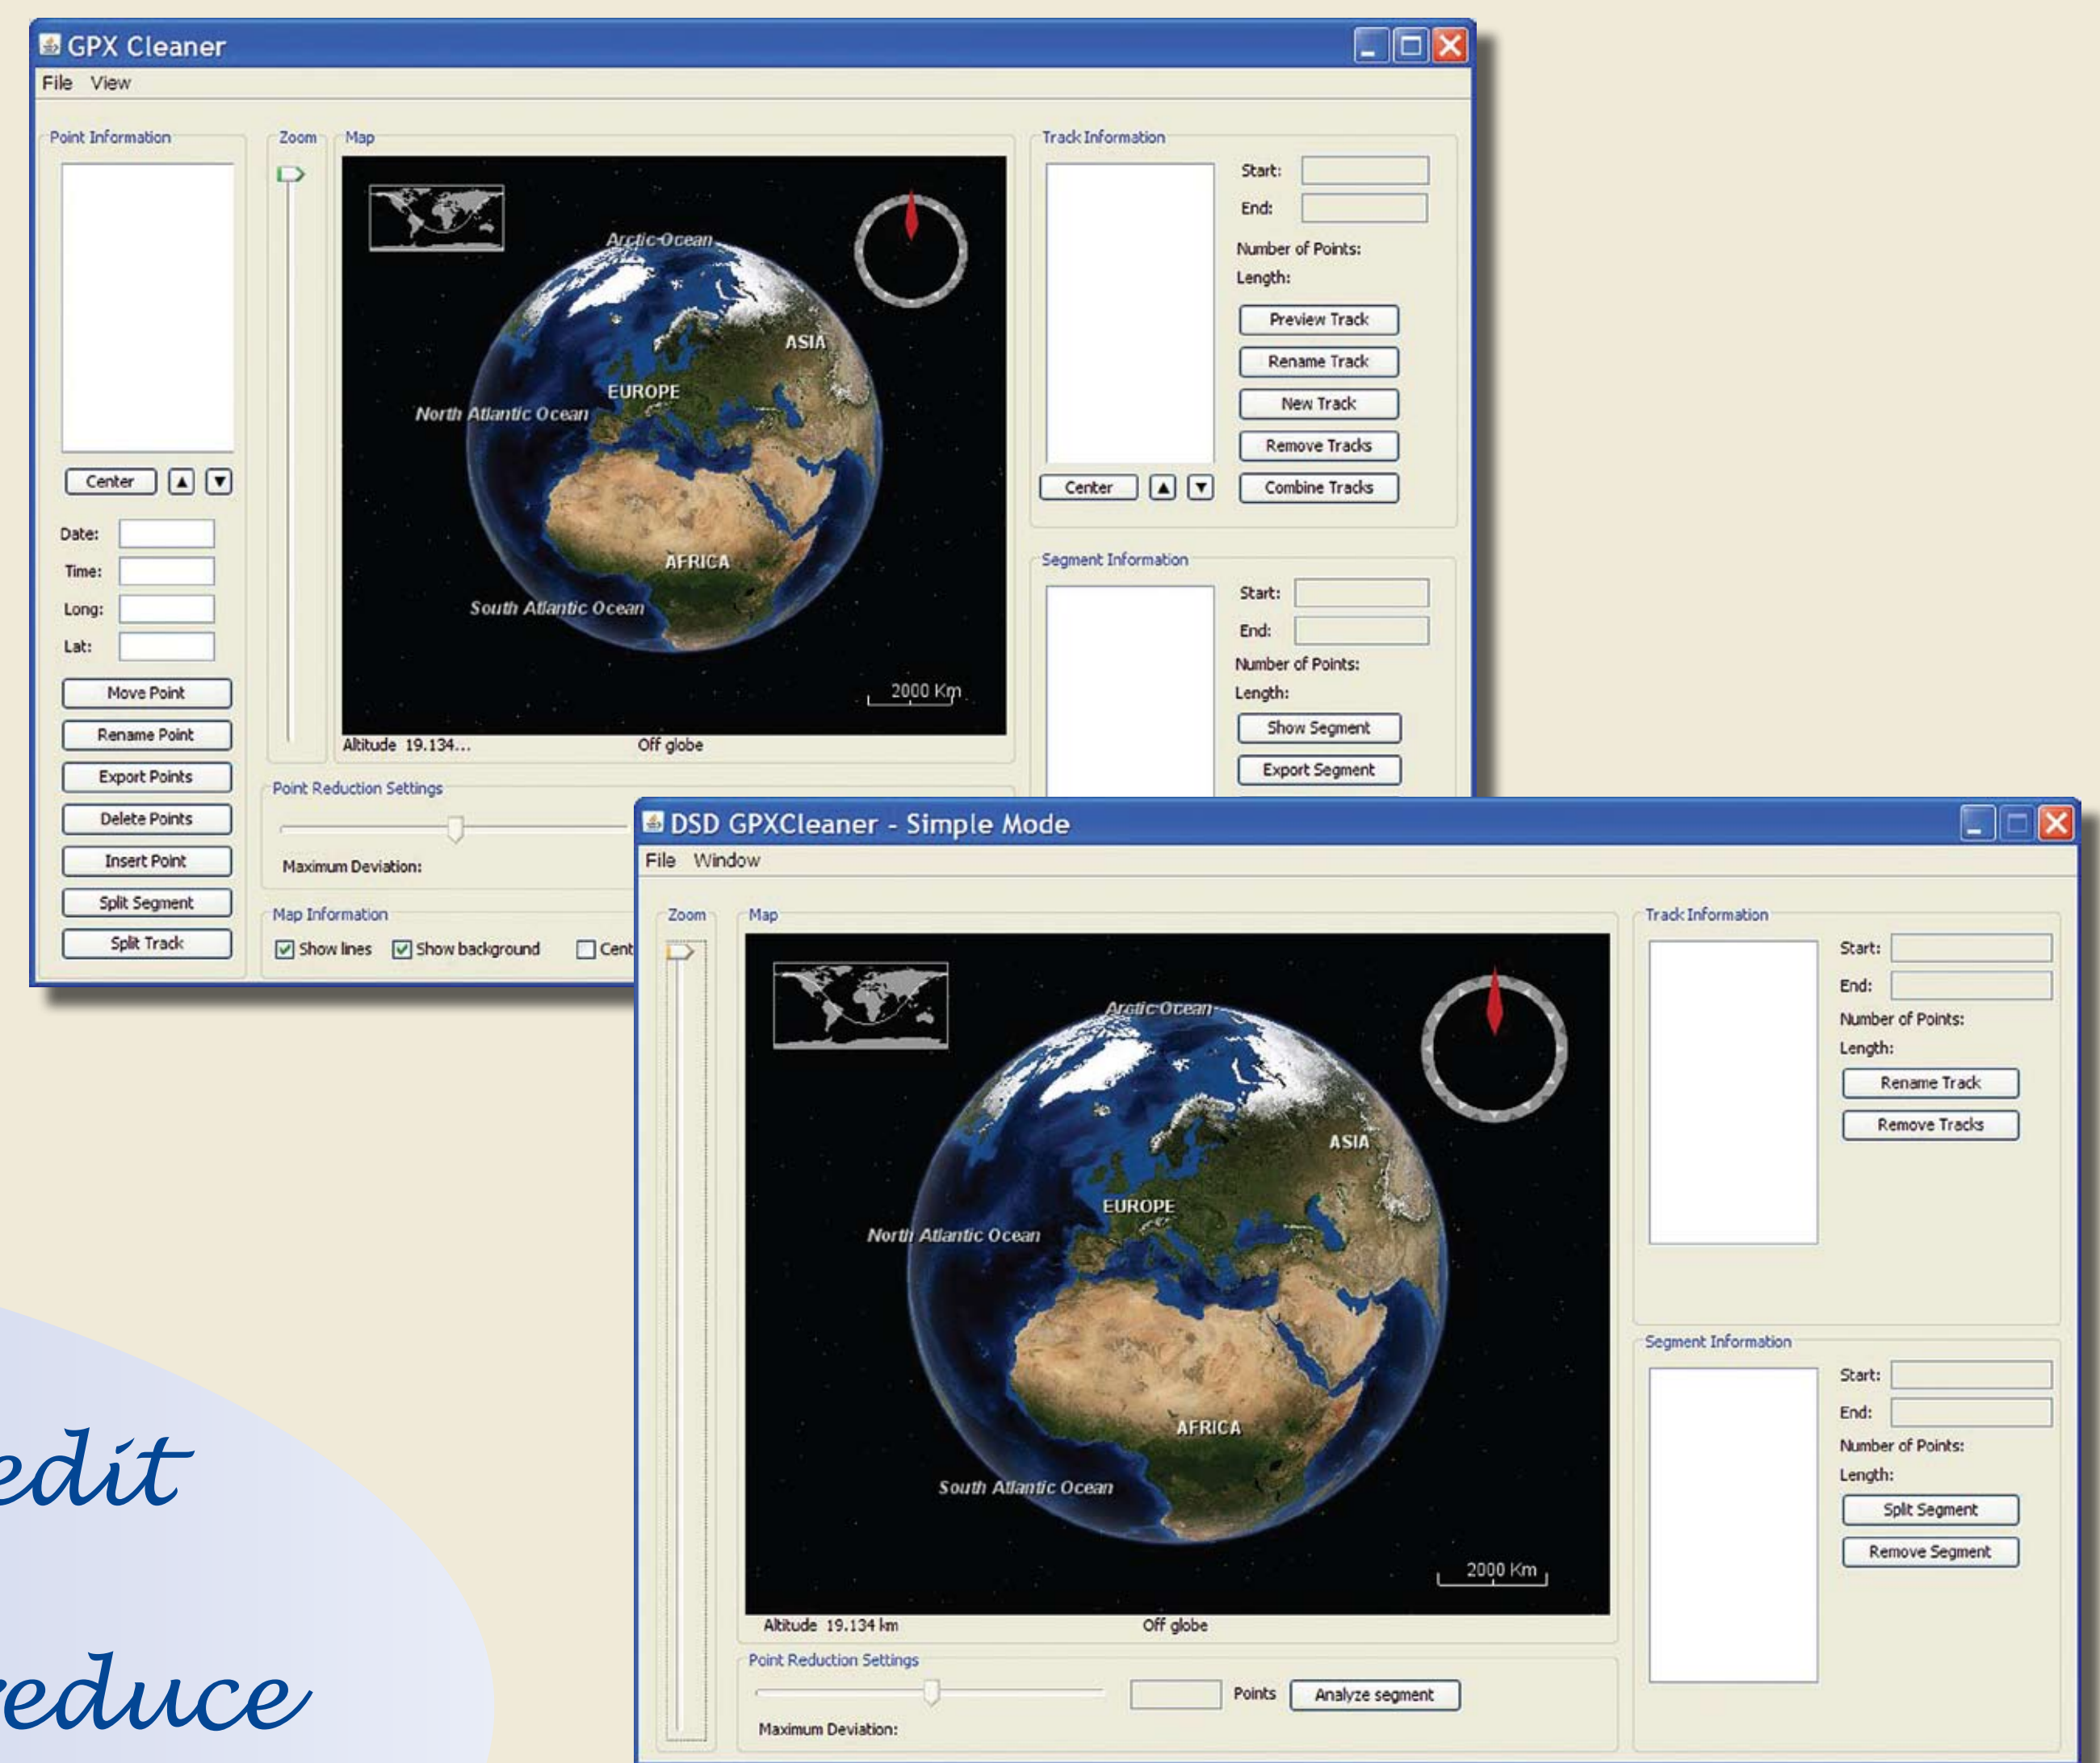 GPX Cleaner
File View
Point Information
Center
Date:
Time:
Long:
Lat:
Move Point
Rename Point
Export Points
Delete Points
Insert Point
Split Segment
Split Track
Zoom
Map
Arctic Ocean
ASIA
EUROPE
North Atlantic Ocean
AFRICA
South Atlantic Ocean
2000 Km
Altitude 19.134... Off globe
Point Reduction Settings
Maximum Deviation:
Map Information
Show lines Show background Cent
Track Information
Start:
End:
Number of Points:
Length:
Preview Track
Rename Track
New Track
Remove Tracks
Combine Tracks
Center
Segment Information
Start:
End:
Number of Points:
Length:
Show Segment
Export Segment
DSD GPXCleaner - Simple Mode
File Window
Zoom
Map
Arctic Ocean
ASIA
EUROPE
North Atlantic Ocean
AFRICA
South Atlantic Ocean
2000 Km
Altitude 19.134 km Off globe
Point Reduction Settings
Points Analyze segment
Maximum Deviation:
Track Information
Start:
End:
Number of Points:
Length:
Rename Track
Remove Tracks
Segment Information
Start:
End:
Number of Points:
Length:
Split Segment
Remove Segment
edit
reduce